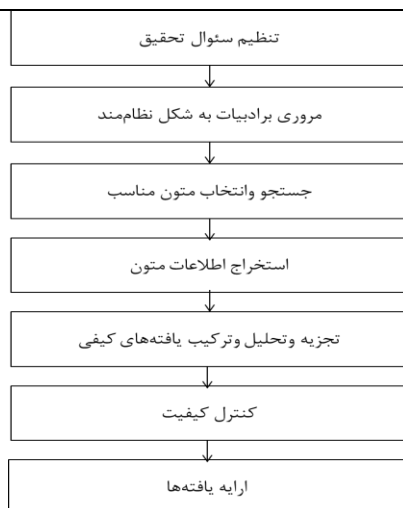 تنظیم سئوال تحقیق
مروری برادبیات به شکل نظام‌مند
جستجو وانتخاب متون مناسب
استخراج اطلاعات متون
تجزیه وتحلیل وترکیب یافته‌های کیفی
کنترل کیفیت
ارایه یافته‌ها